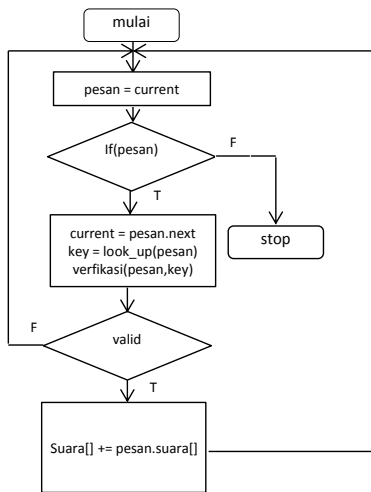 mulai
pesan = current
If(pesan)
F
T
current = pesan.next
key = look_up(pesan)
verfikasi(pesan,key)
stop
F
valid
T
Suara[] += pesan.suara[]